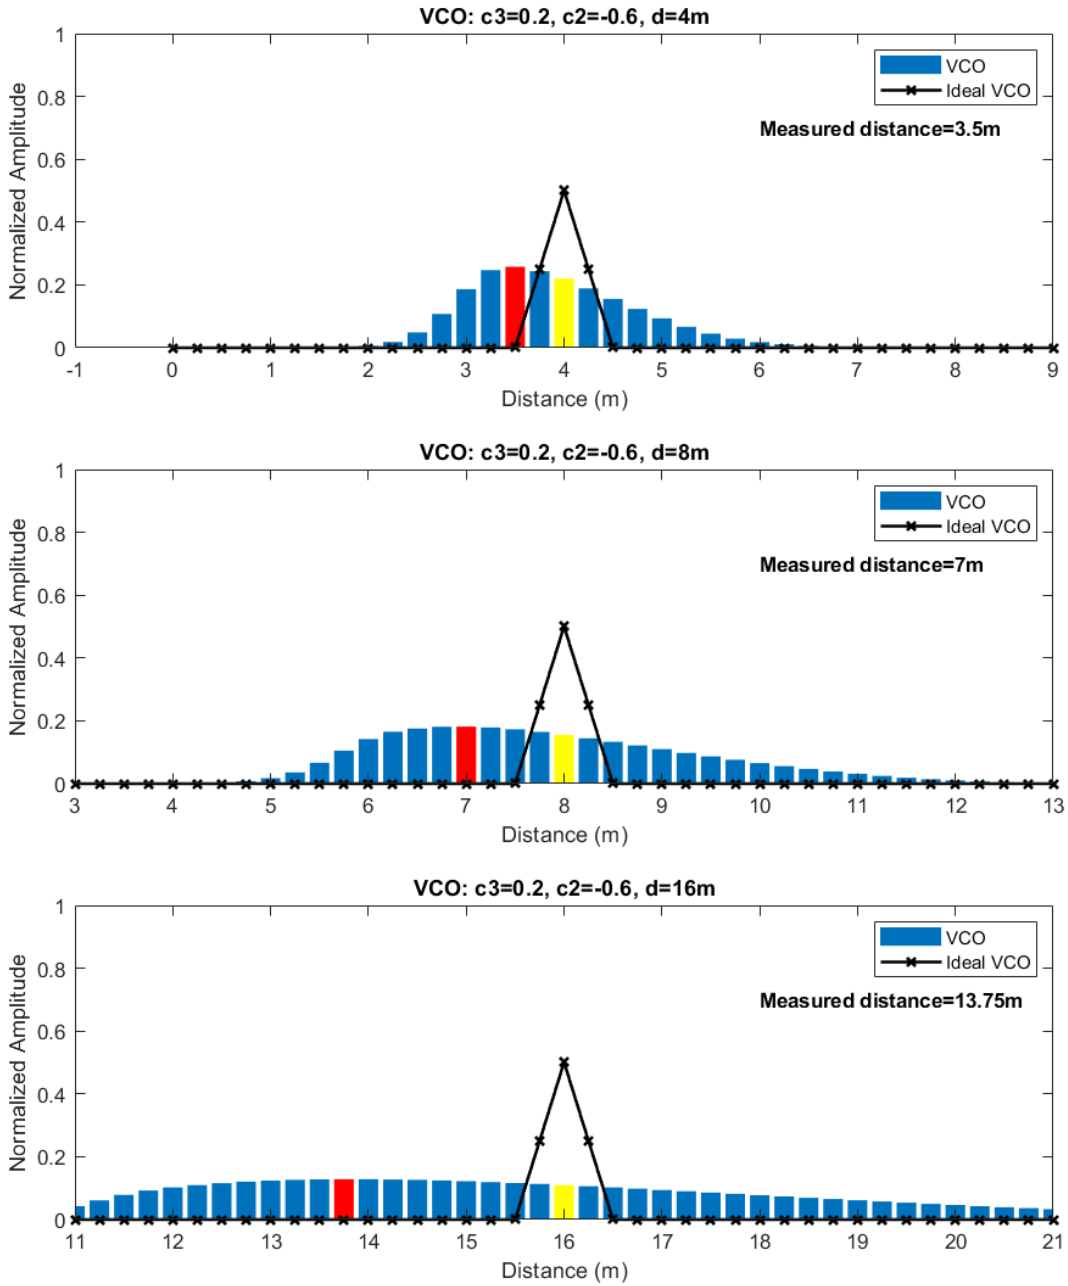 VCO: c3=0.2, c2=-0.6, d=4m
1
0.8
0.6
0.4
0.2
0
Normalized Amplitude
VCO
Ideal VCO
Measured distance=3.5m
-1 0 1 2 3 4 5 6 7 8 9
Distance (m)
VCO: c3=0.2, c2=-0.6, d=8m
1
0.8
0.6
0.4
0.2
0
Normalized Amplitude
VCO
Ideal VCO
Measured distance=7m
3 4 5 6 7 8 9 10 11 12 13
Distance (m)
VCO: c3=0.2, c2=-0.6, d=16m
1
0.8
0.6
0.4
0.2
0
Normalized Amplitude
VCO
Ideal VCO
Measured distance=13.75m
11 12 13 14 15 16 17 18 19 20 21
Distance (m)